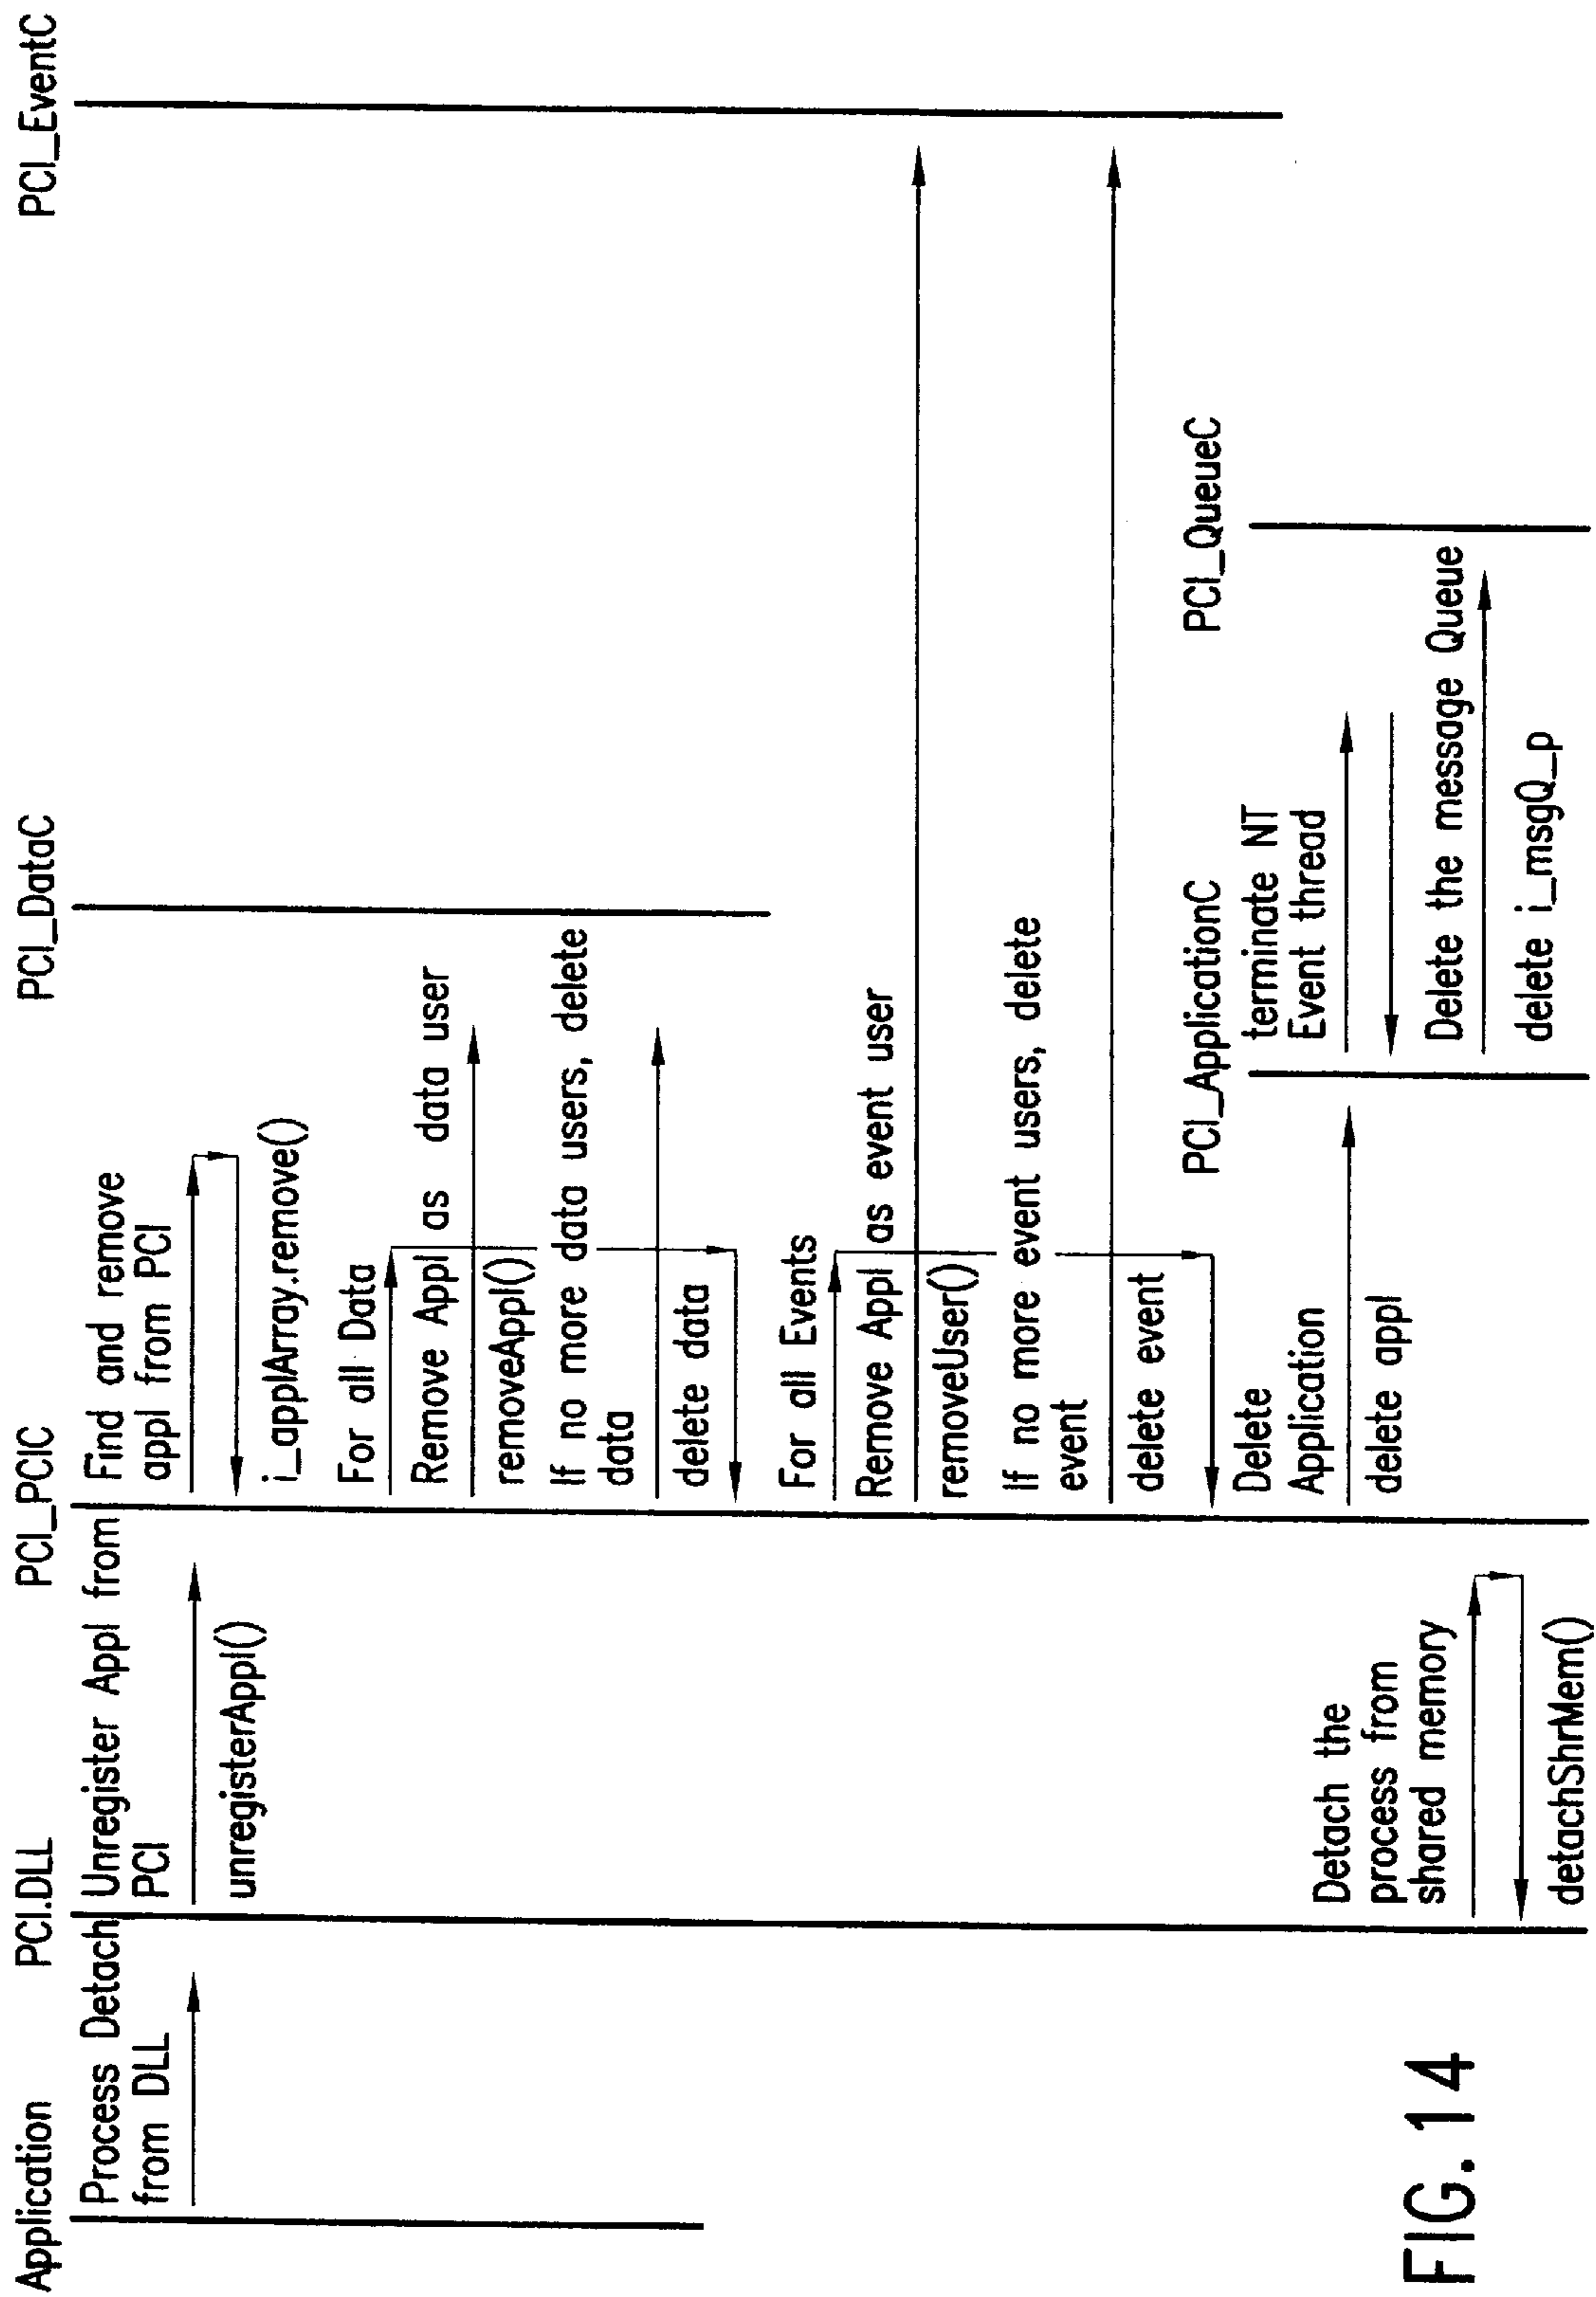 Application
PCI.DLL
PCI_PCIC
PCI_DataC
PCI_EventC
Process Detach
from DLL
Unregister Appl from
PCI
unregisterAppl()
Find and remove
appl from PCI
i_applArray.remove()
For all Data
Remove Appl as data user
removeAppl()
If no more data users, delete
data
delete data
For all Events
Remove Appl as event user
removeUser()
If no more event users, delete
event
delete event
Delete
Application
delete appl
PCI_ApplicationC
PCI_QueueC
terminate NT
Event thread
Delete the message Queue
delete i_msgQ_p
Detach the
process from
shared memory
detachShrMem()
FIG. 14